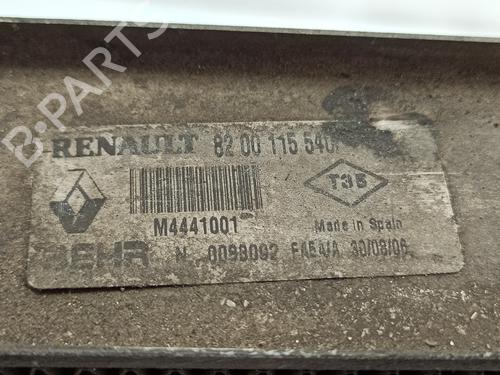 B-PARTS
RENAULT 82 00 115 540
T35
M4441001
Made in Spain
BEHR N 0098092 FAE4/A 30/08/06